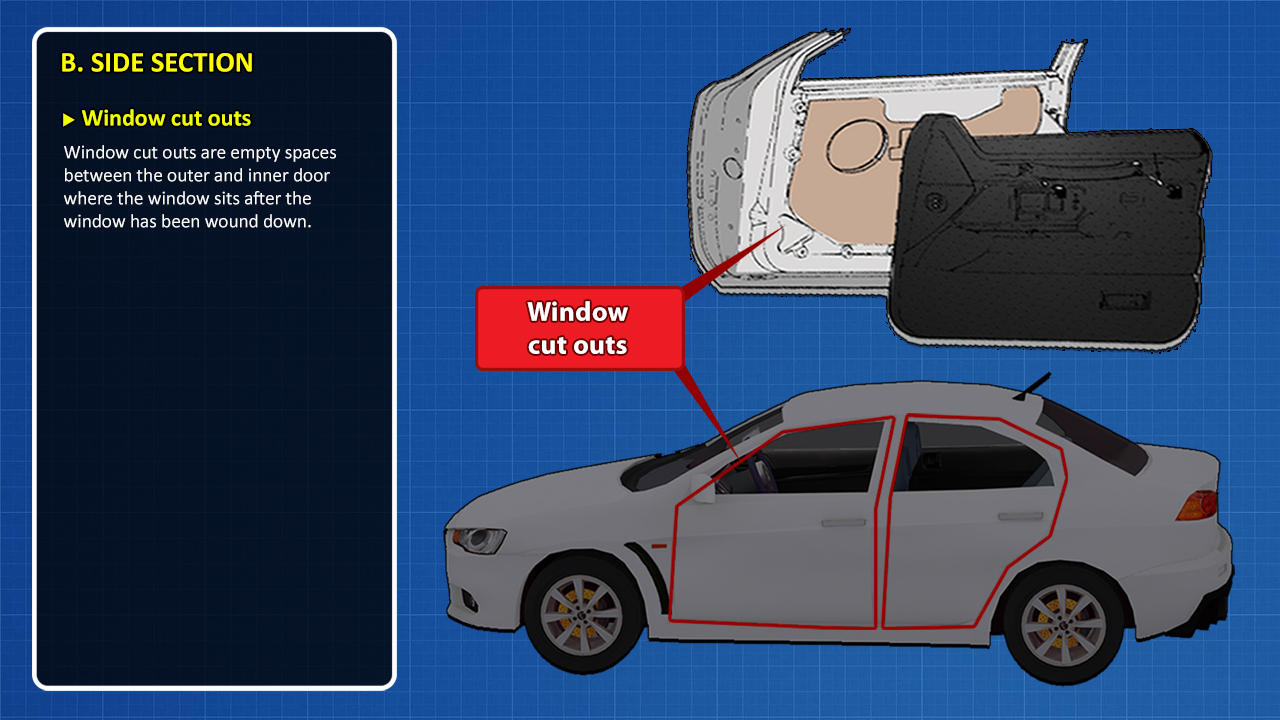 B. SIDE SECTION
▶ Window cut outs
Window cut outs are empty spaces
between the outer and inner door
where the window sits after the
window has been wound down.
Window
cut outs